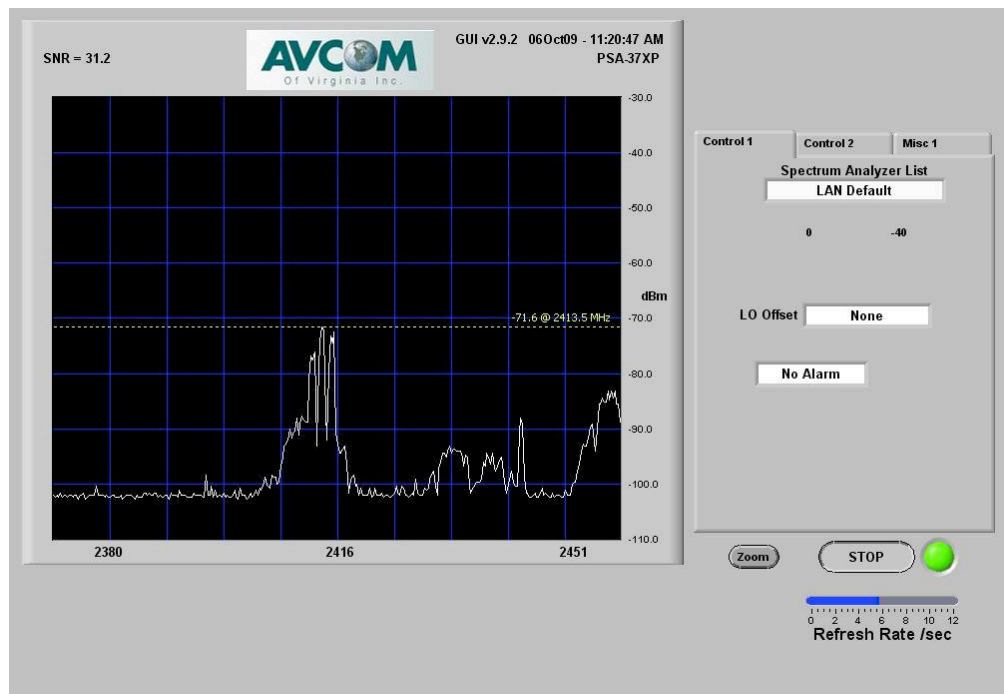 SNR = 31.2
AVCOM
Of Virginia Inc.
GUI v2.9.2 06Oct09 - 11:20:47 AM
PSA-37XP
-30.0
-40.0
-50.0
-60.0
dBm
-71.6 @ 2413.5 MHz
-70.0
-80.0
-90.0
-100.0
-110.0
2380 2416 2451
Control 1 Control 2 Misc 1
Spectrum Analyzer List
LAN Default
0 -40
LO Offset None
No Alarm
Zoom STOP
0 2 4 6 8 10 12
Refresh Rate /sec